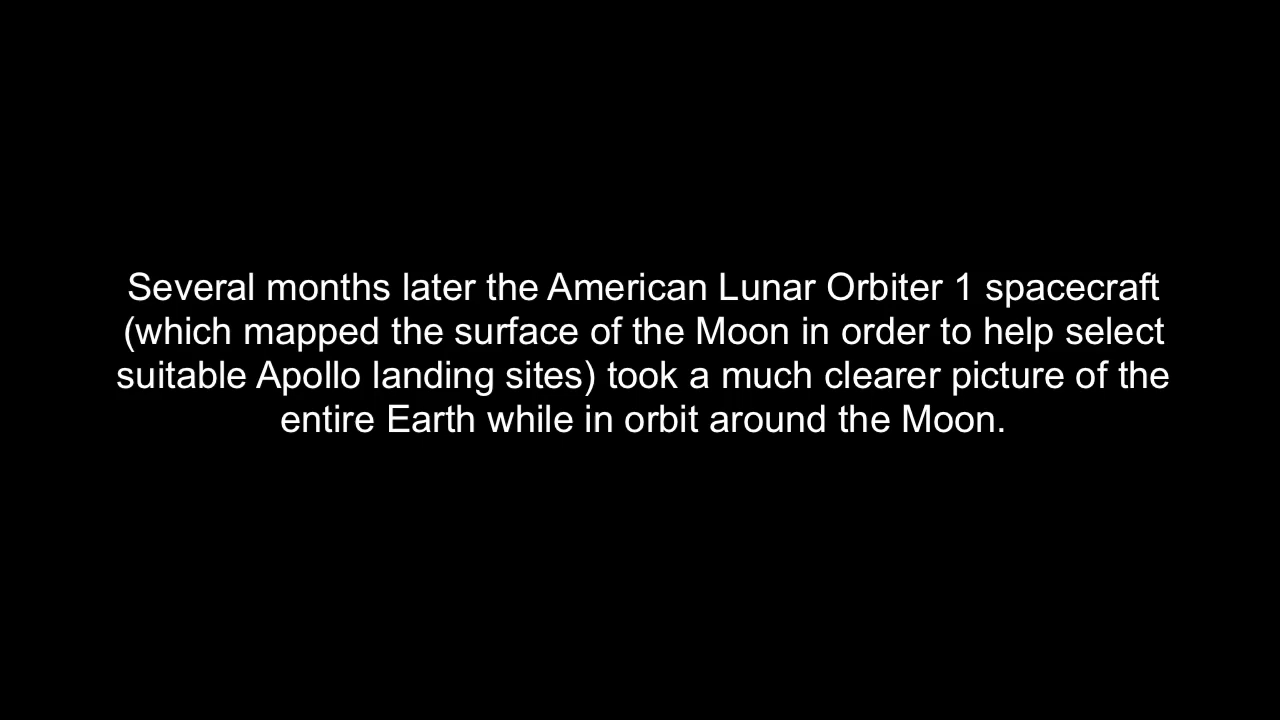 Several months later the American Lunar Orbiter 1 spacecraft
(which mapped the surface of the Moon in order to help select
suitable Apollo landing sites) took a much clearer picture of the
entire Earth while in orbit around the Moon.